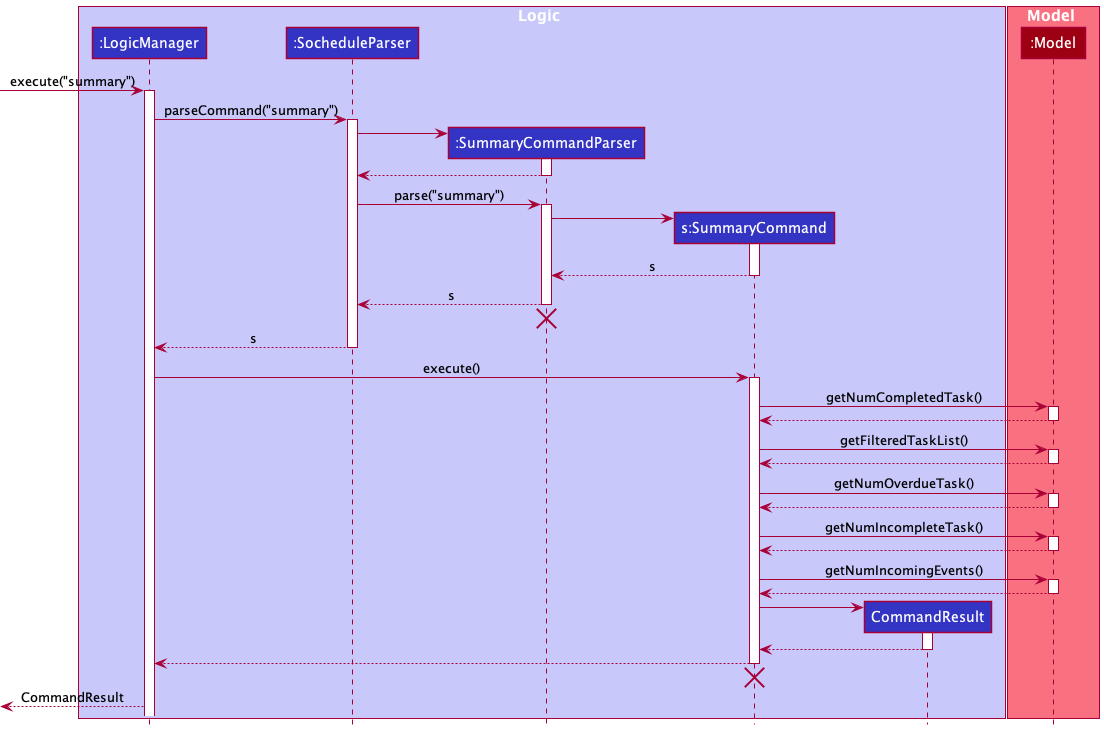 Logic
Model
:LogicManager
:SocheduleParser
:Model
execute("summary")
parseCommand("summary")
:SummaryCommandParser
parse("summary")
s:SummaryCommand
s
s
s
execute()
getNumCompletedTask()
getFilteredTaskList()
getNumOverdueTask()
getNumIncompleteTask()
getNumIncomingEvents()
CommandResult
CommandResult